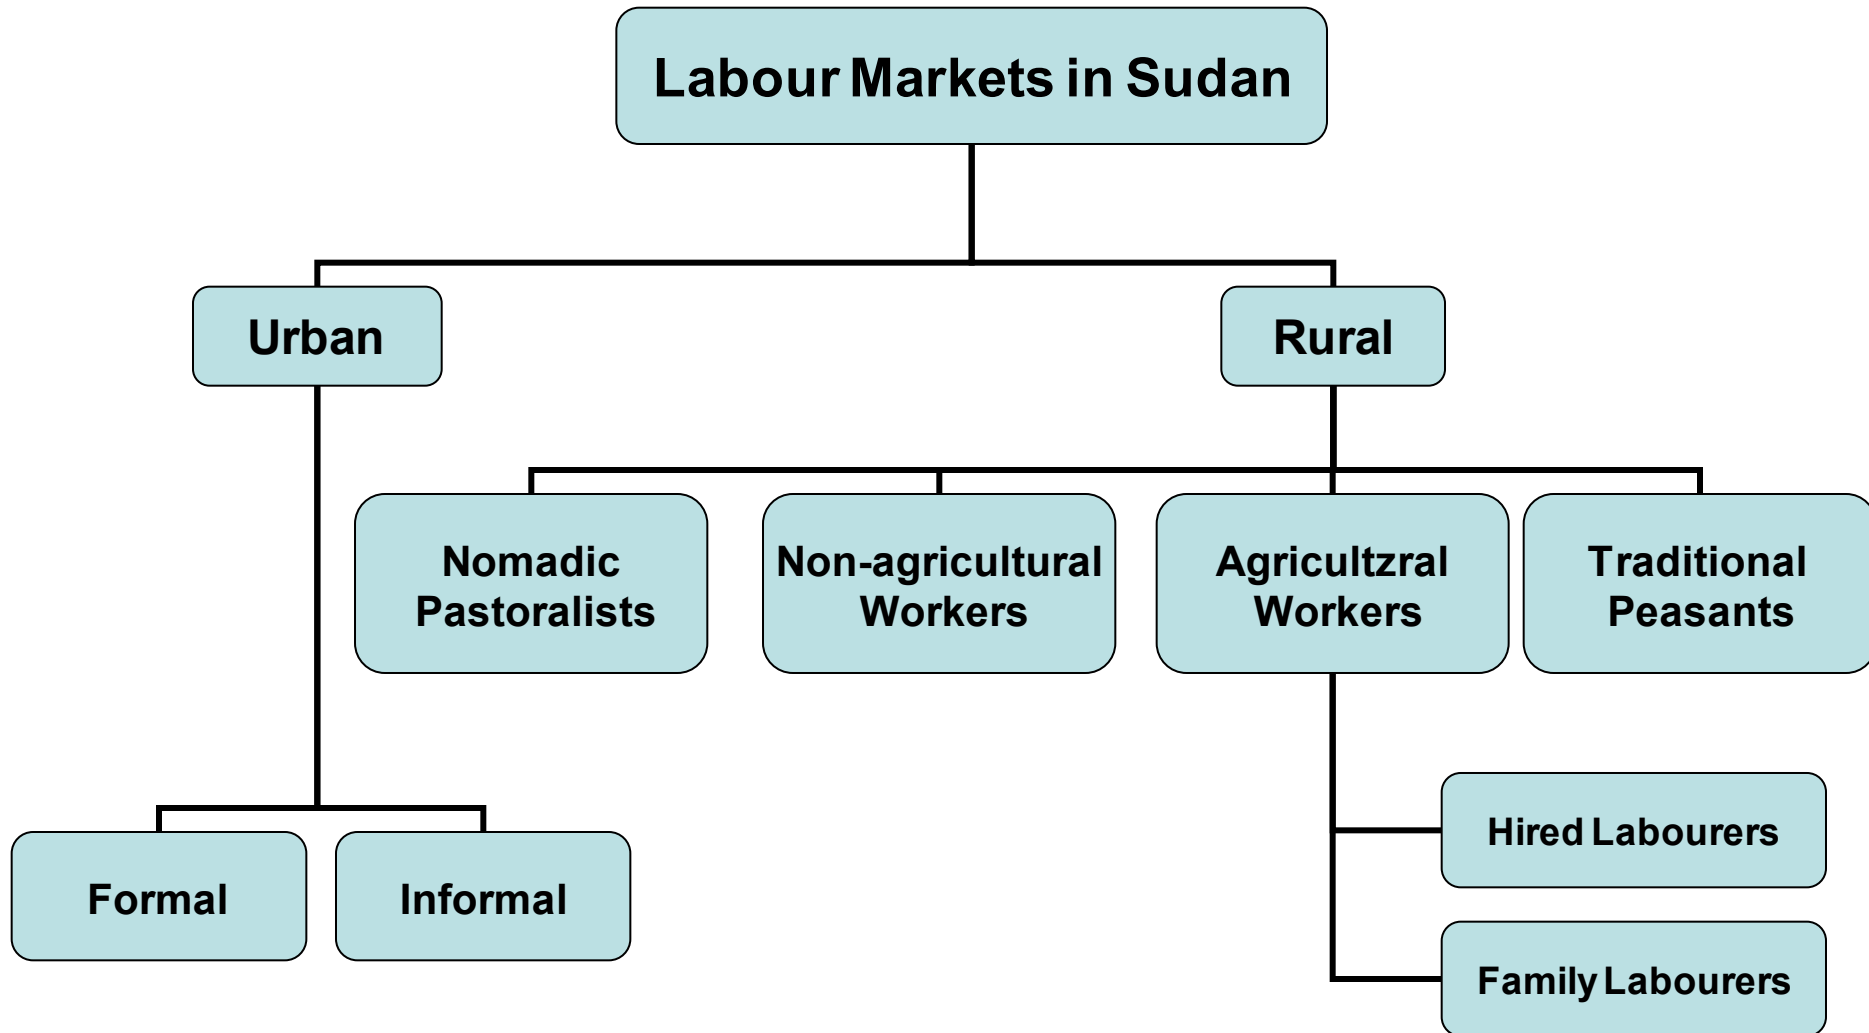 Labour Markets in Sudan
Urban
Rural
Nomadic
Pastoralists
Non-agricultural
Workers
Agricultzral
Workers
Traditional
Peasants
Hired Labourers
Formal
Informal
Family Labourers